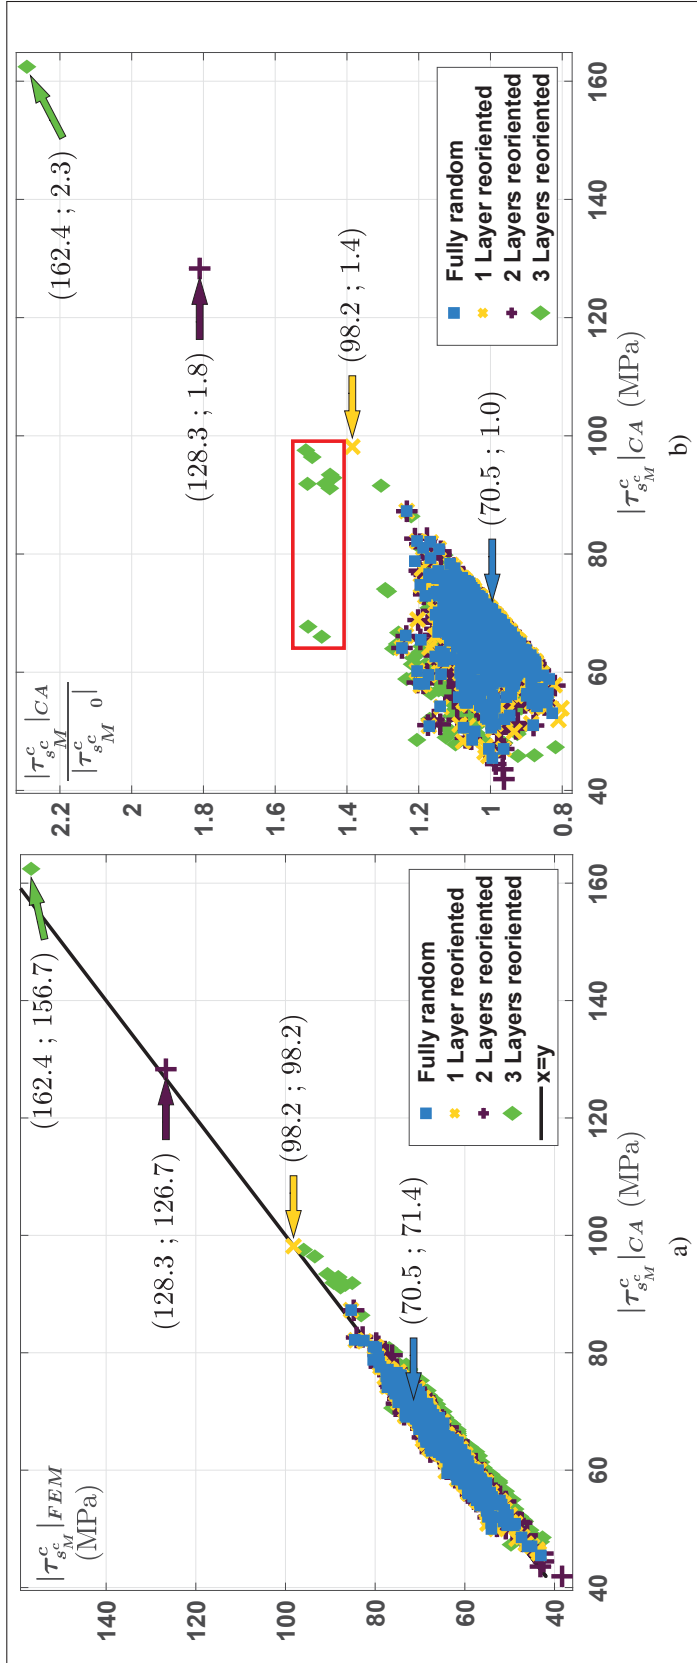 |τ^c_{s^c_M}|FEM
(MPa)
140
120
100
80
60
40
(162.4 ; 156.7)
(128.3 ; 126.7)
(98.2 ; 98.2)
(70.5 ; 71.4)
Fully random
1 Layer reoriented
2 Layers reoriented
3 Layers reoriented
x=y
40 60 80 100 120 140 160
|τ^c_{s^c_M}|CA (MPa)
a)
|τ^c_{s^c_M}|CA
|τ^c_{s^c_M} 0|
2.2
2
1.8
1.6
1.4
1.2
1
0.8
(162.4 ; 2.3)
(128.3 ; 1.8)
(98.2 ; 1.4)
(70.5 ; 1.0)
Fully random
1 Layer reoriented
2 Layers reoriented
3 Layers reoriented
40 60 80 100 120 140 160
|τ^c_{s^c_M}|CA (MPa)
b)